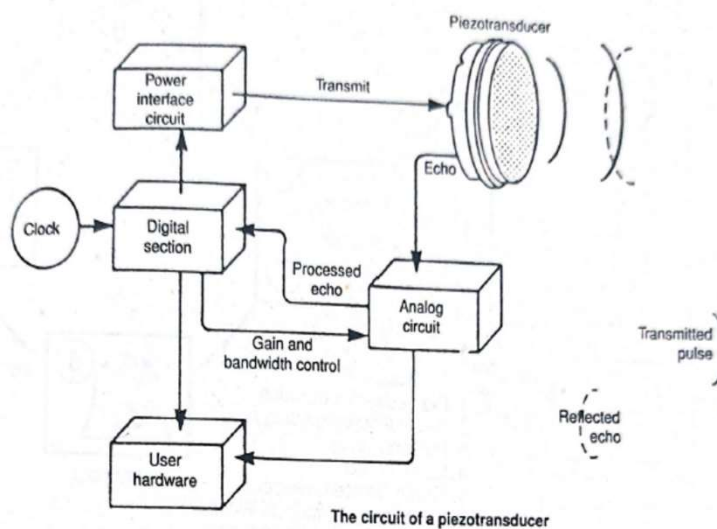 Piezotransducer
Power
interface
circuit
Transmit
Echo
Clock
Digital
section
Processed
echo
Analog
circuit
Gain and
bandwidth control
Transmitted
pulse
Reflected
echo
User
hardware
The circuit of a piezotransducer